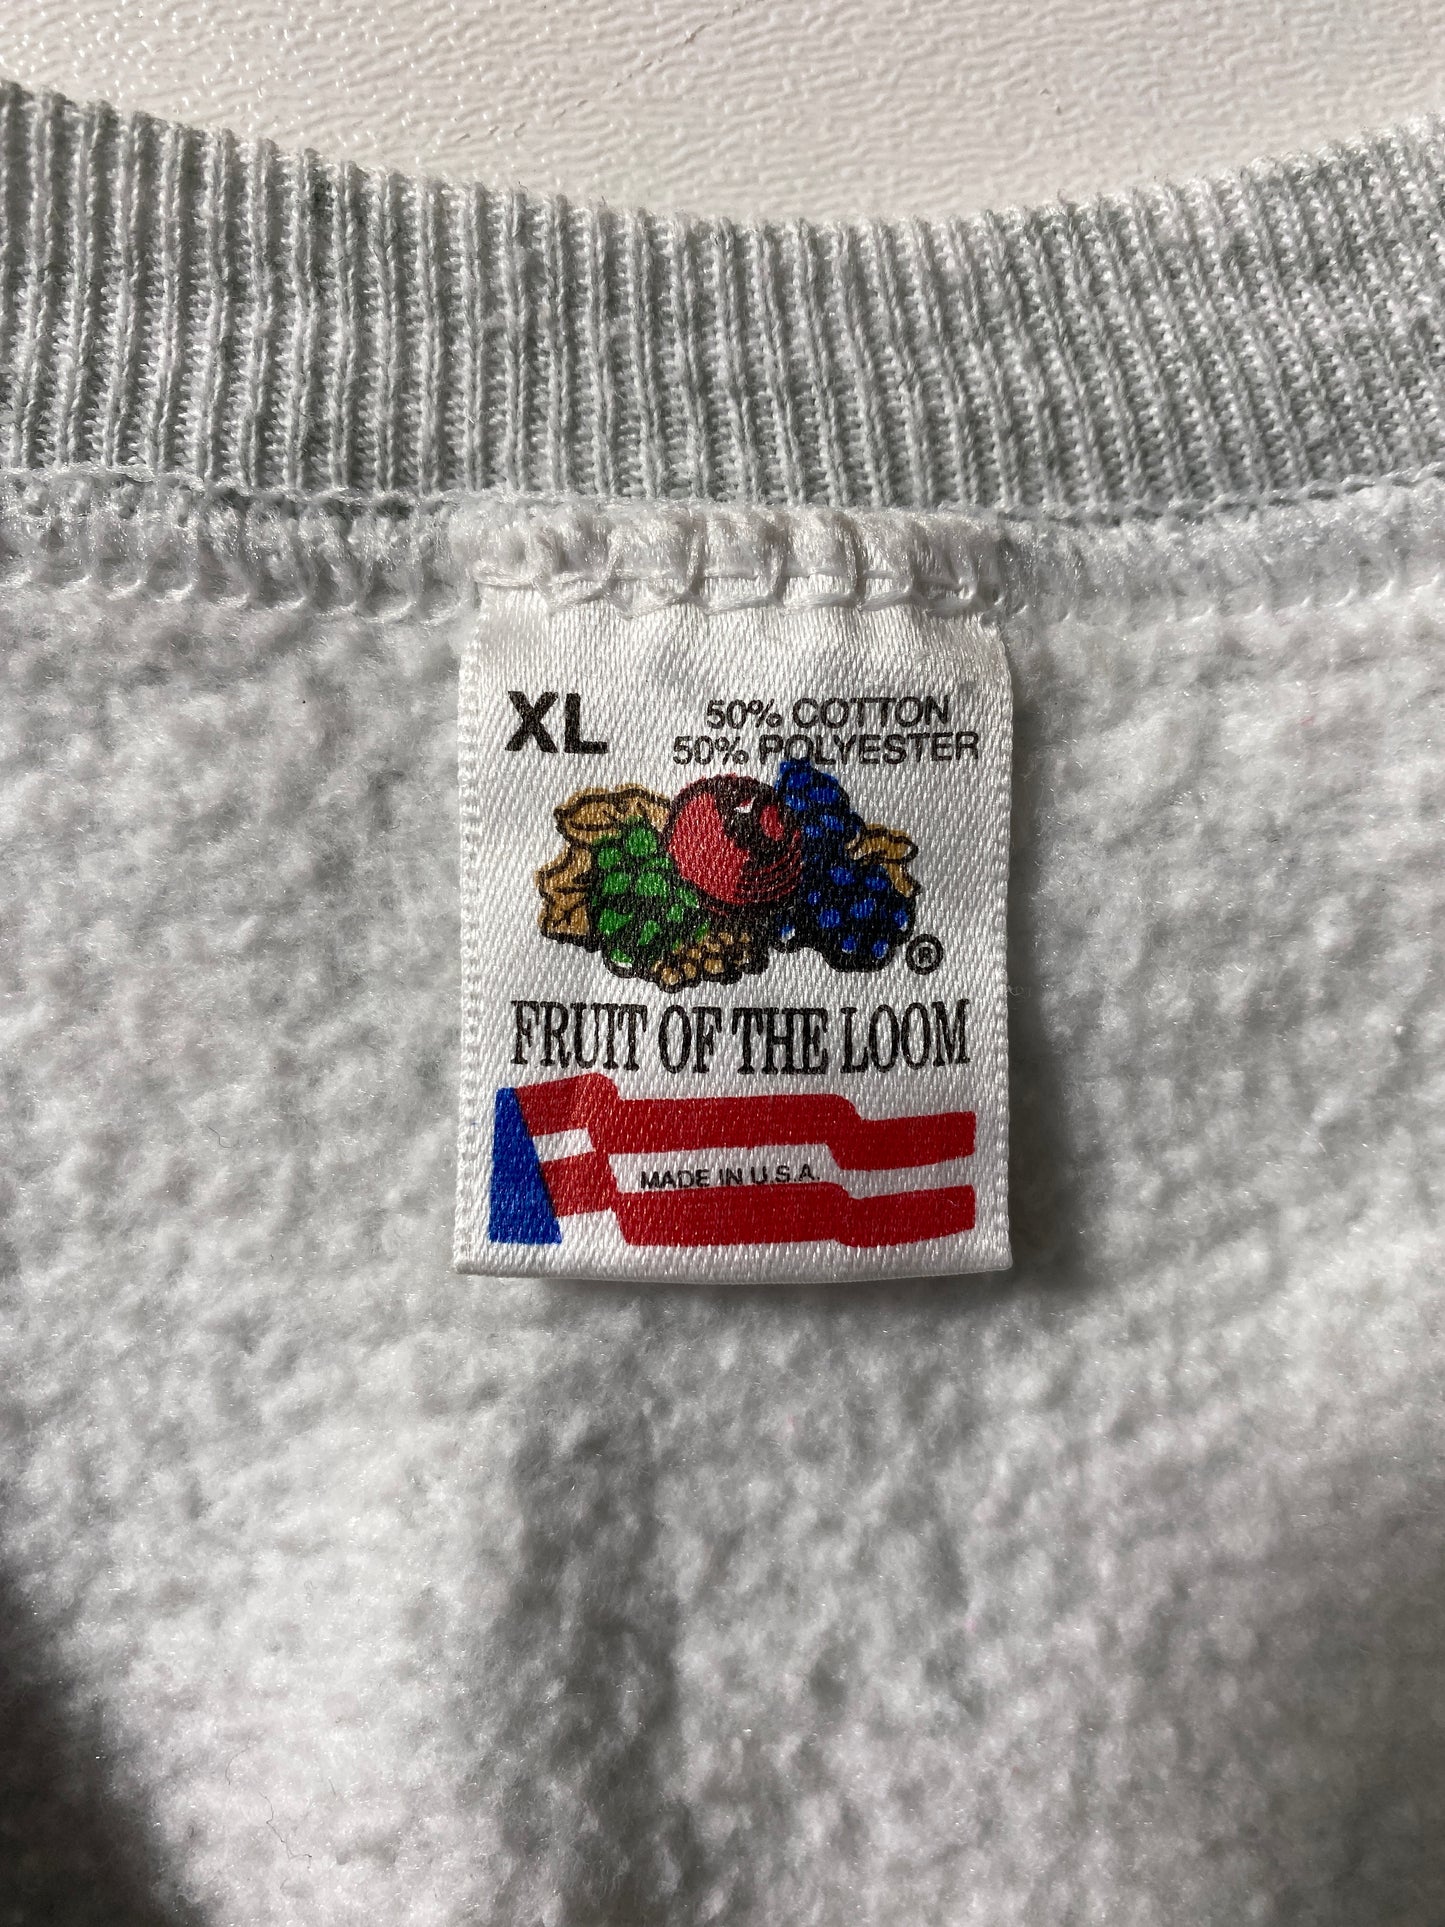 XL
50% COTTON
50% POLYESTER
®
FRUIT OF THE LOOM
MADE IN U.S.A.